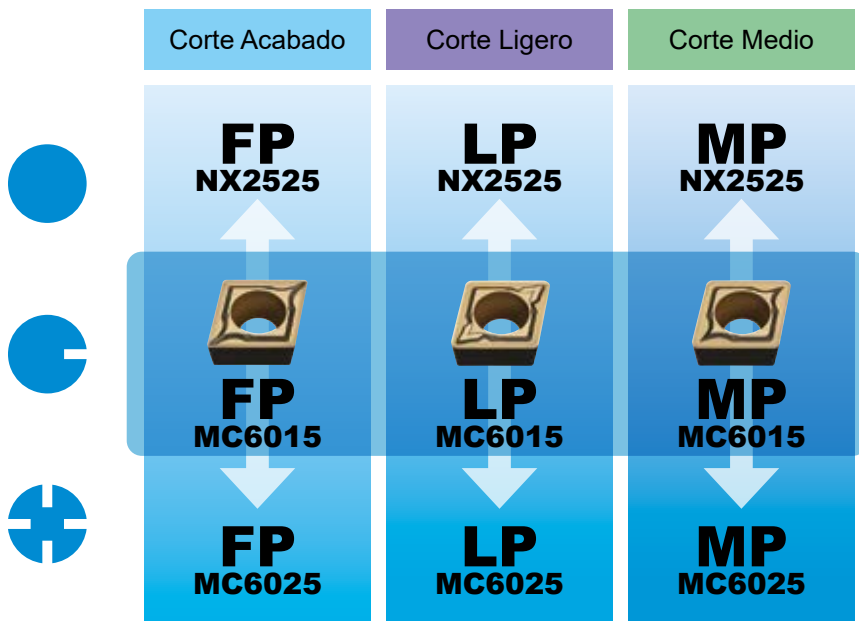 Corte Acabado
Corte Ligero
Corte Medio
FP
NX2525
LP
NX2525
MP
NX2525
FP
MC6015
LP
MC6015
MP
MC6015
FP
MC6025
LP
MC6025
MP
MC6025